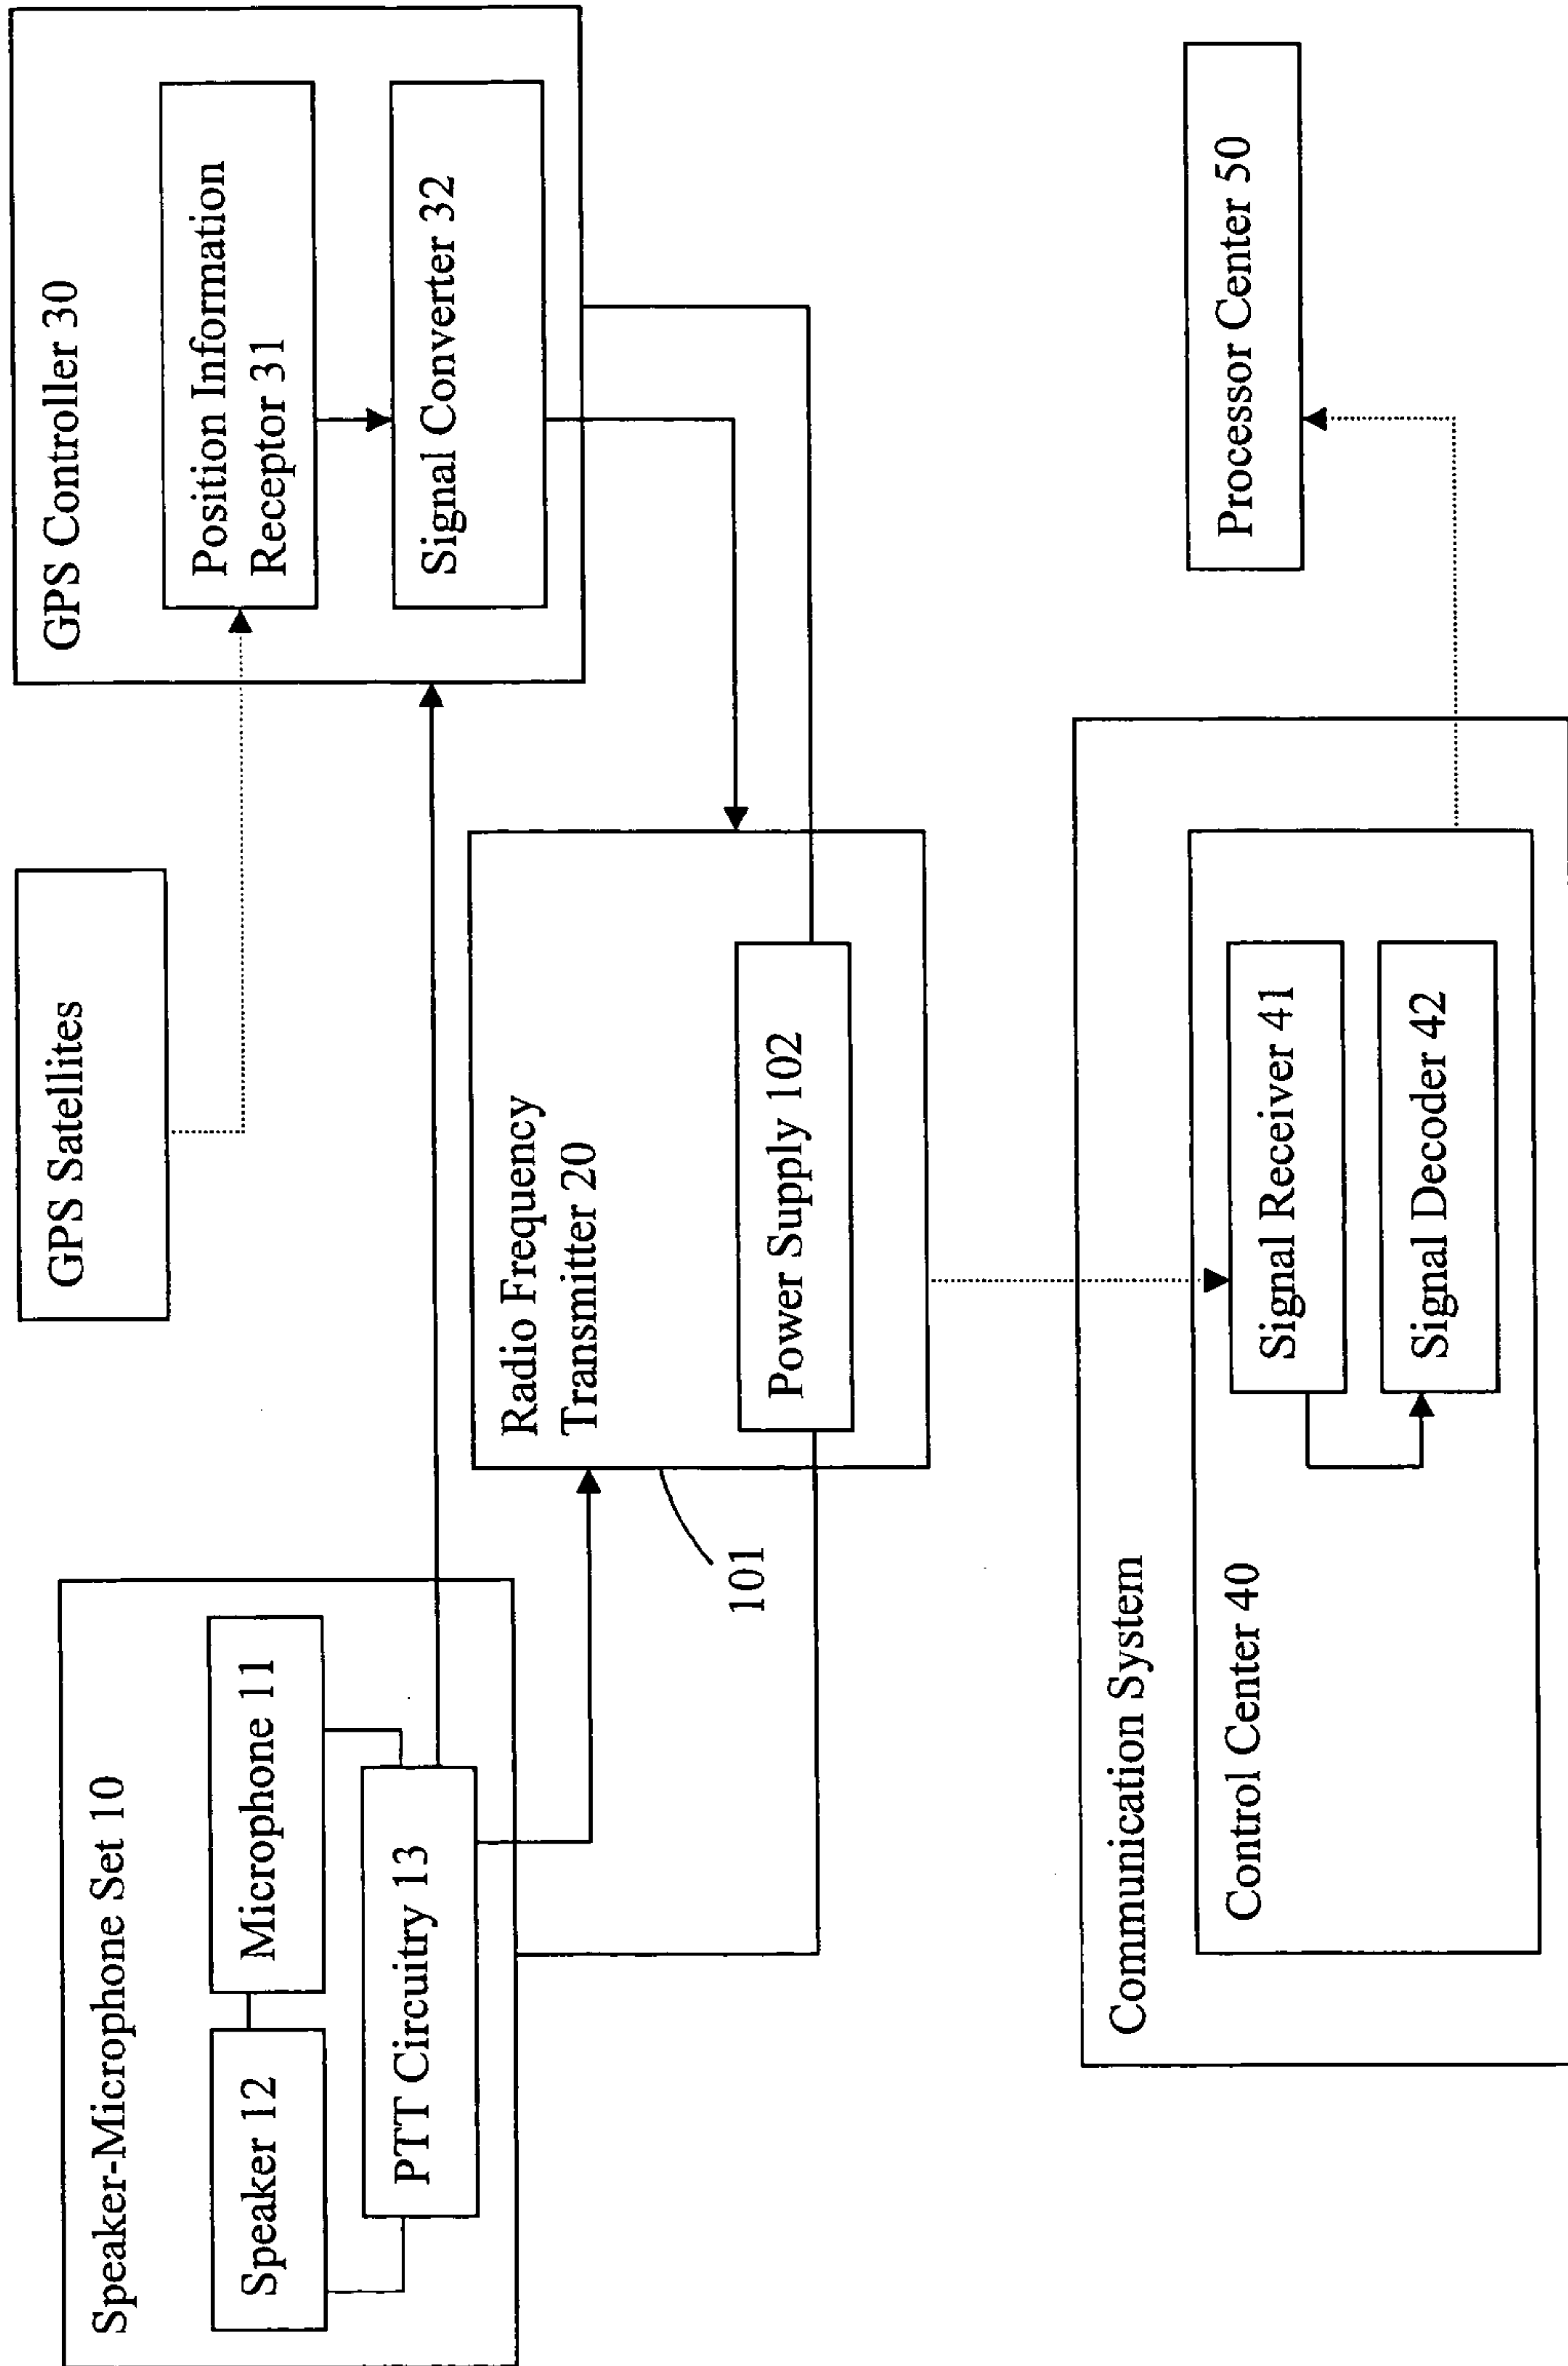 Speaker-Microphone Set 10
Speaker 12
Microphone 11
PTT Circuitry 13
GPS Satellites
GPS Controller 30
Position Information
Receptor 31
Signal Converter 32
Radio Frequency
Transmitter 20
Power Supply 102
101
Communication System
Control Center 40
Signal Receiver 41
Signal Decoder 42
Processor Center 50